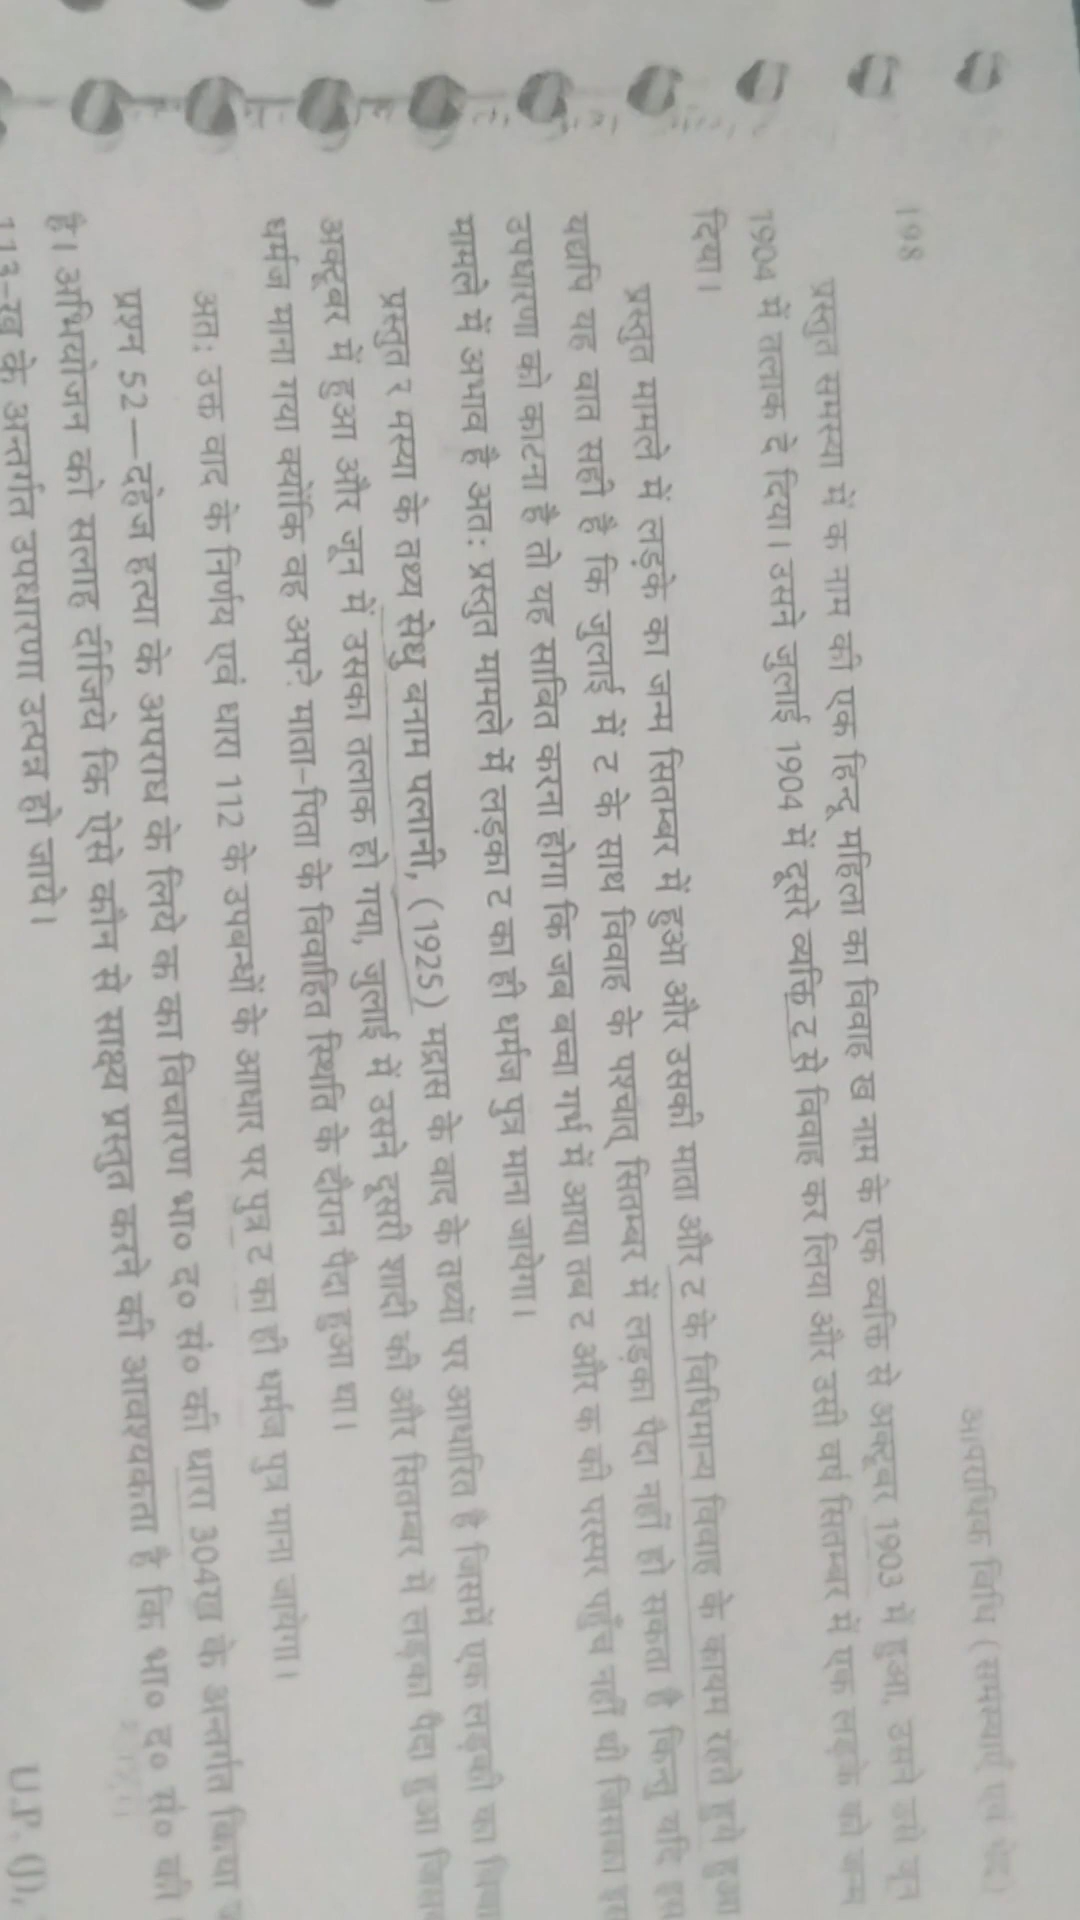 198
आपराधिक विधि (समस्याएँ एवं
प्रस्तुत समस्या में क नाम की एक हिन्दू महिला का विवाह ख नाम के एक व्यक्ति से अक्टूबर 1903 में हुआ, उसने उसे जून
1904 में तलाक दे दिया। उसने जुलाई 1904 में दूसरे व्यक्ति ट से विवाह कर लिया और उसी वर्ष सितम्बर में एक लड़के को जन्म
दिया।
प्रस्तुत मामले में लड़के का जन्म सितम्बर में हुआ और उसकी माता और ट के विधिमान्य विवाह के कायम रहते हुये हुआ
यद्यपि यह बात सही है कि जुलाई में ट के साथ विवाह के पश्चात् सितम्बर में लड़का पैदा नहीं हो सकता है किन्तु यदि इस
उपधारणा को काटना है तो यह साबित करना होगा कि जब बच्चा गर्भ में आया तब ट और क की परस्पर पहुँच नहीं थी जिसका इस
मामले में अभाव है अतः प्रस्तुत मामले में लड़का ट का ही धर्मज पुत्र माना जायेगा।
प्रस्तुत समस्या के तथ्य सेथु बनाम पलानी, (1925) मद्रास के वाद के तथ्यों पर आधारित है जिसमें एक लड़की का
अक्टूबर में हुआ और जून में उसका तलाक हो गया, जुलाई में उसने दूसरी शादी की और सितम्बर में लड़का पैदा हुआ
धर्मज माना गया क्योंकि वह अपने माता-पिता के विवाहित स्थिति के दौरान पैदा हुआ था।
अतः उक्त वाद के निर्णय एवं धारा 112 के उपबन्धों के आधार पर पुत्र ट का ही धर्मज पुत्र माना जायेगा।
प्रश्न 52—दहेज हत्या के अपराध के लिये क का विचारण भा० द० सं० की धारा 304ख के अन्तर्गत किया
है। अभियोजन को सलाह दीजिये कि ऐसे कौन से साक्ष्य प्रस्तुत करने की आवश्यकता है कि भा० द० सं० की
113-ख के अन्तर्गत उपधारणा उत्पन्न हो जाये।
U.P. (J),